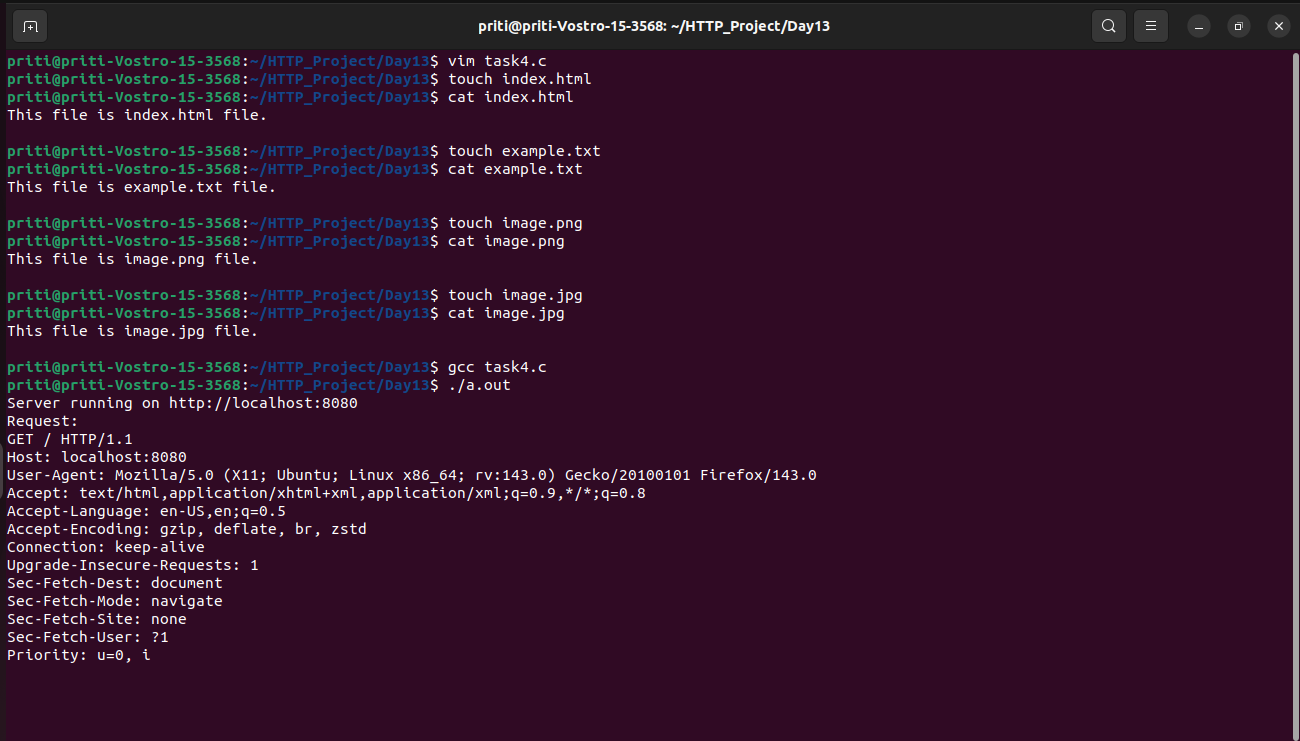 priti@priti-Vostro-15-3568: ~/HTTP_Project/Day13
priti@priti-Vostro-15-3568:~/HTTP_Project/Day13$ vim task4.c
priti@priti-Vostro-15-3568:~/HTTP_Project/Day13$ touch index.html
priti@priti-Vostro-15-3568:~/HTTP_Project/Day13$ cat index.html
This file is index.html file.
priti@priti-Vostro-15-3568:~/HTTP_Project/Day13$ touch example.txt
priti@priti-Vostro-15-3568:~/HTTP_Project/Day13$ cat example.txt
This file is example.txt file.
priti@priti-Vostro-15-3568:~/HTTP_Project/Day13$ touch image.png
priti@priti-Vostro-15-3568:~/HTTP_Project/Day13$ cat image.png
This file is image.png file.
priti@priti-Vostro-15-3568:~/HTTP_Project/Day13$ touch image.jpg
priti@priti-Vostro-15-3568:~/HTTP_Project/Day13$ cat image.jpg
This file is image.jpg file.
priti@priti-Vostro-15-3568:~/HTTP_Project/Day13$ gcc task4.c
priti@priti-Vostro-15-3568:~/HTTP_Project/Day13$ ./a.out
Server running on http://localhost:8080
Request:
GET / HTTP/1.1
Host: localhost:8080
User-Agent: Mozilla/5.0 (X11; Ubuntu; Linux x86_64; rv:143.0) Gecko/20100101 Firefox/143.0
Accept: text/html,application/xhtml+xml,application/xml;q=0.9,*/*;q=0.8
Accept-Language: en-US,en;q=0.5
Accept-Encoding: gzip, deflate, br, zstd
Connection: keep-alive
Upgrade-Insecure-Requests: 1
Sec-Fetch-Dest: document
Sec-Fetch-Mode: navigate
Sec-Fetch-Site: none
Sec-Fetch-User: ?1
Priority: u=0, i